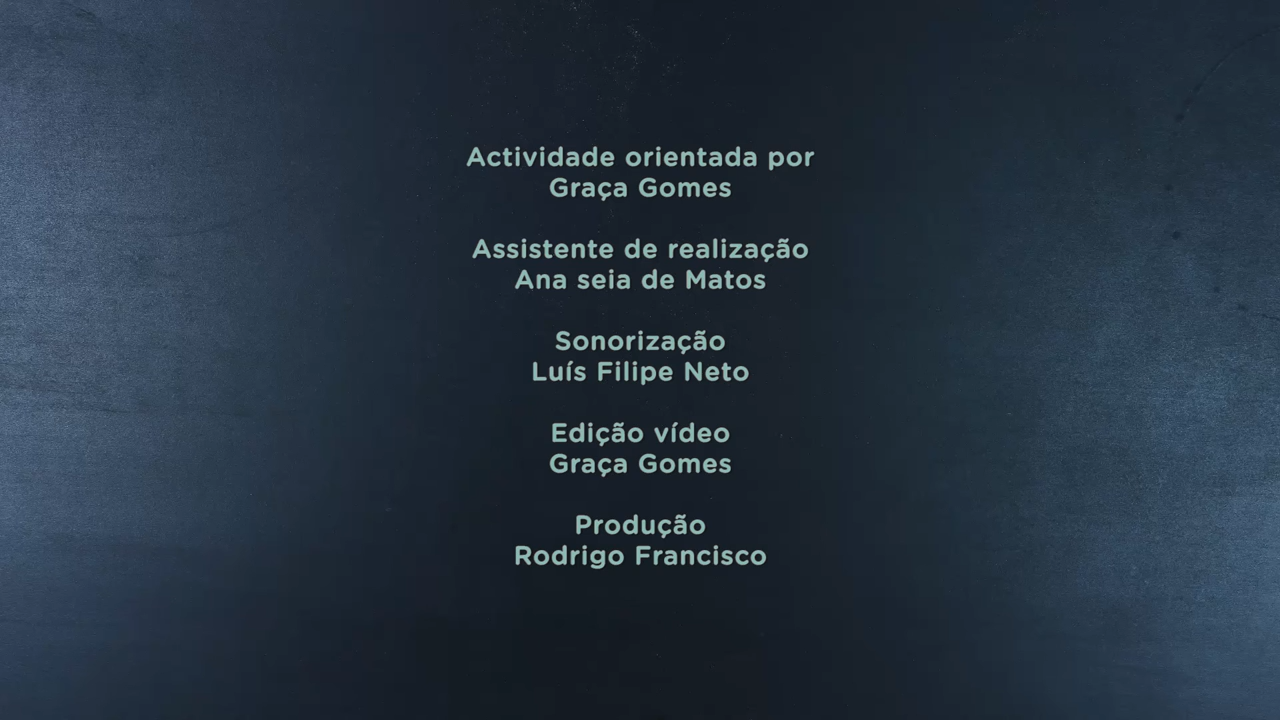 Actividade orientada por
Graça Gomes
Assistente de realização
Ana seia de Matos
Sonorização
Luís Filipe Neto
Edição vídeo
Graça Gomes
Produção
Rodrigo Francisco